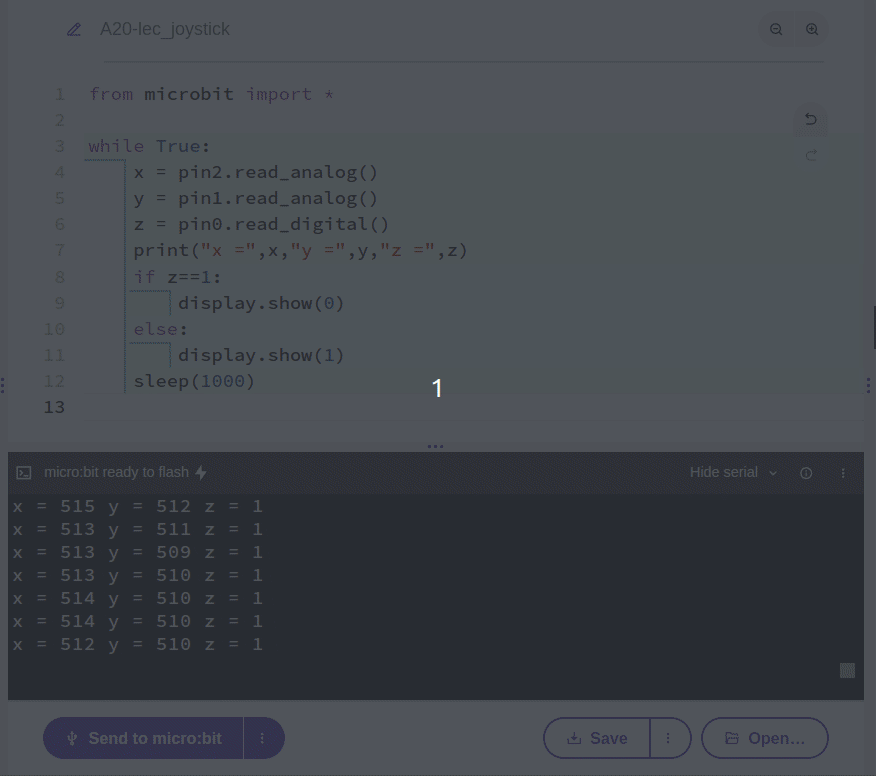 A20-lec_joystick
1 from microbit import *
2
3 while True:
4 x = pin2.read_analog()
5 y = pin1.read_analog()
6 z = pin0.read_digital()
7 print("x =",x,"y =",y,"z =",z)
8 if z==1:
9 display.show(0)
10 else:
11 display.show(1)
12 sleep(1000)
1
13
micro:bit ready to flash
Hide serial
x = 515 y = 512 z = 1
x = 513 y = 511 z = 1
x = 513 y = 509 z = 1
x = 513 y = 510 z = 1
x = 514 y = 510 z = 1
x = 514 y = 510 z = 1
x = 512 y = 510 z = 1
Send to micro:bit
Save
Open...